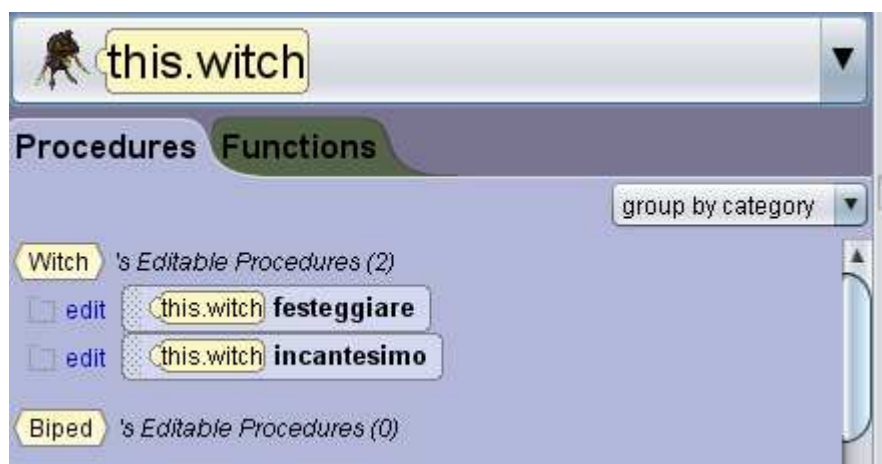 this.witch
Procedures Functions
group by category
Witch 's Editable Procedures (2)
edit this.witch festeggiare
edit this.witch incantesimo
Biped 's Editable Procedures (0)